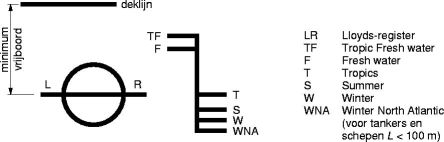 deklijn
minimum
vrijboord
L R
TF
F
T
S
W
WNA
LR Lloyds-register
TF Tropic Fresh water
F Fresh water
T Tropics
S Summer
W Winter
WNA Winter North Atlantic
(voor tankers en
schepen L < 100 m)